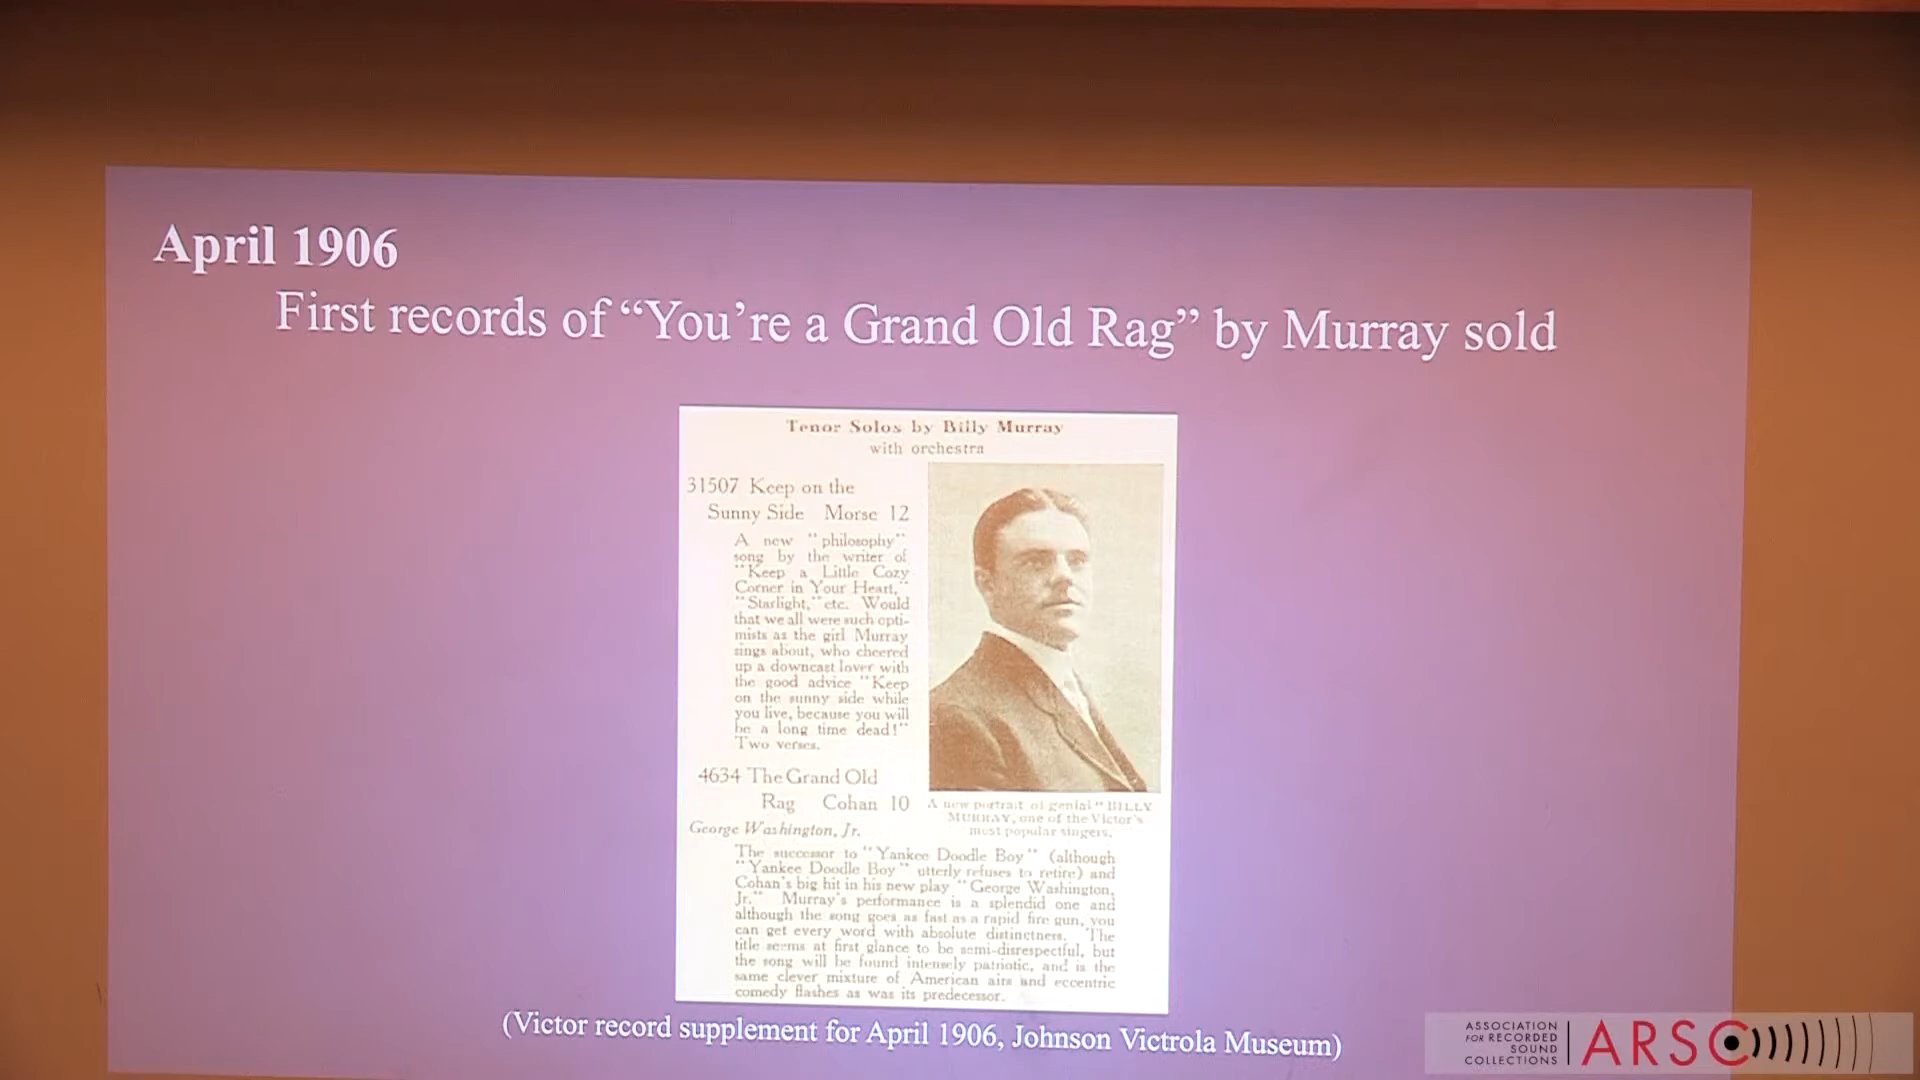 April 1906
First records of “You’re a Grand Old Rag” by Murray sold
Tenor Solos by Billy Murray
with orchestra
31507 Keep on the
Sunny Side Morse 12
A new "philosophy"
song by the writer of
"Keep a Little Cozy
Corner in Your Heart,"
"Starlight," etc. Would
that we all were such opti-
mists as the girl Murray
sings about, who cheered
up a downcast lover with
the good advice "Keep
on the sunny side while
you live, because you will
be a long time dead!"
Two verses.
4634 The Grand Old
Rag Cohan 10
George Washington, Jr.
A new portrait of genial "BILLY
MURRAY, one of the Victor's
most popular singers.
The successor to "Yankee Doodle Boy" (although
"Yankee Doodle Boy" utterly refuses to retire) and
Cohan's big hit in his new play "George Washington,
Jr." Murray's performance is a splendid one and
although the song goes as fast as a rapid fire gun, you
can get every word with absolute distinctness. The
title seems at first glance to be semi-disrespectful, but
the song will be found intensely patriotic, and is the
same clever mixture of American airs and eccentric
comedy flashes as was its predecessor.
(Victor record supplement for April 1906, Johnson Victrola Museum)
ASSOCIATION
FOR RECORDED
SOUND
COLLECTIONS
ARSC